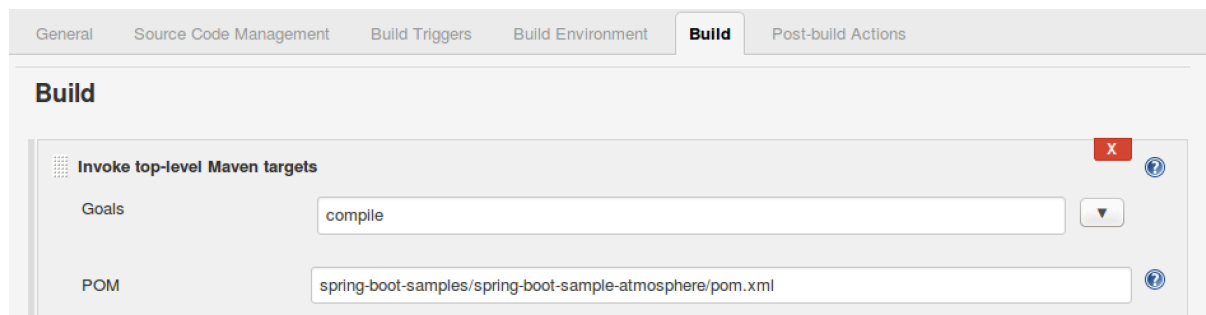 General Source Code Management Build Triggers Build Environment Build Post-build Actions
Build
Invoke top-level Maven targets X ?
Goals compile ▼
POM spring-boot-samples/spring-boot-sample-atmosphere/pom.xml ?